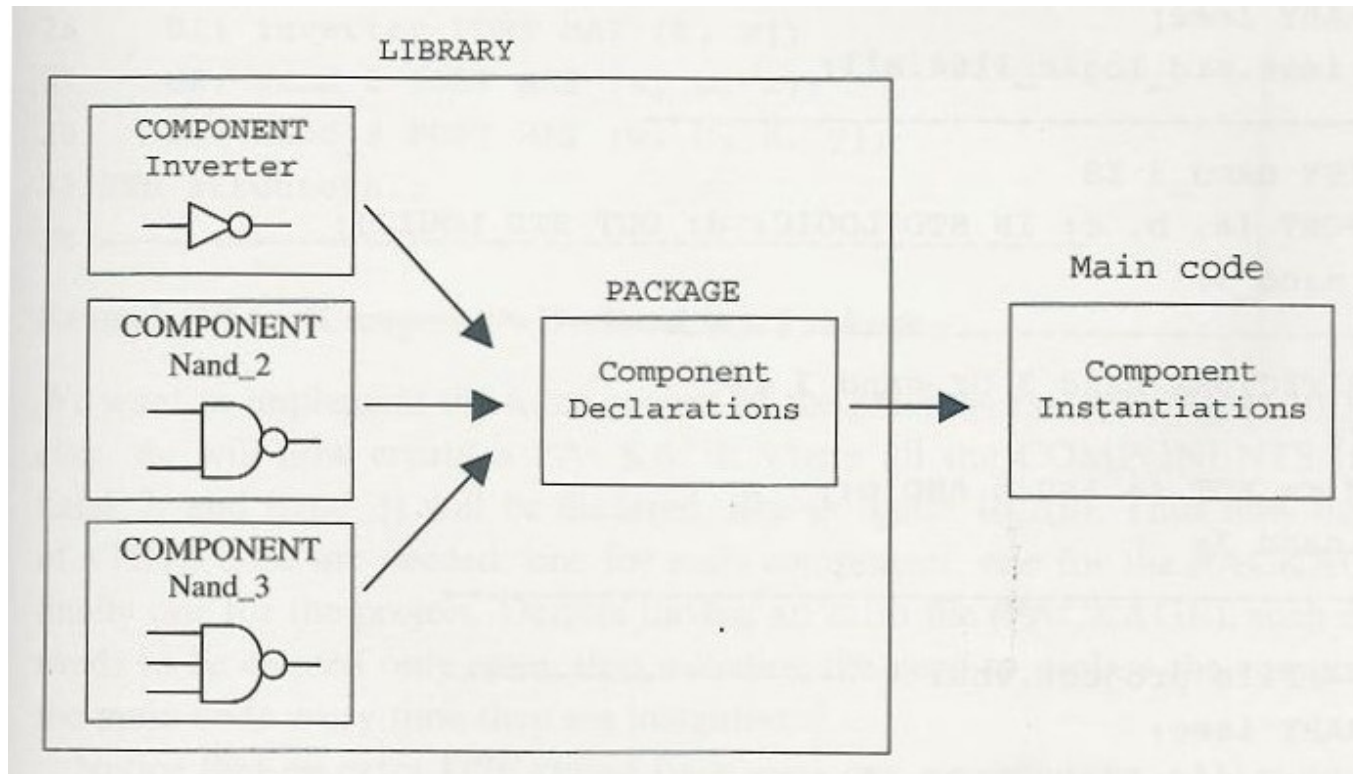 LIBRARY
COMPONENT
Inverter
COMPONENT
Nand_2
COMPONENT
Nand_3
PACKAGE
Component
Declarations
Main code
Component
Instantiations